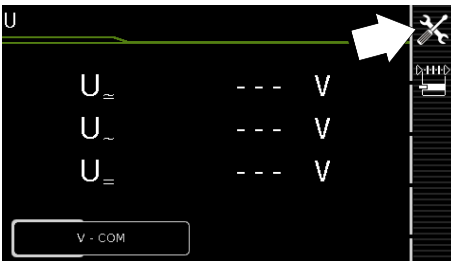 U
U≃ --- V
U~ --- V
U= --- V
V - COM